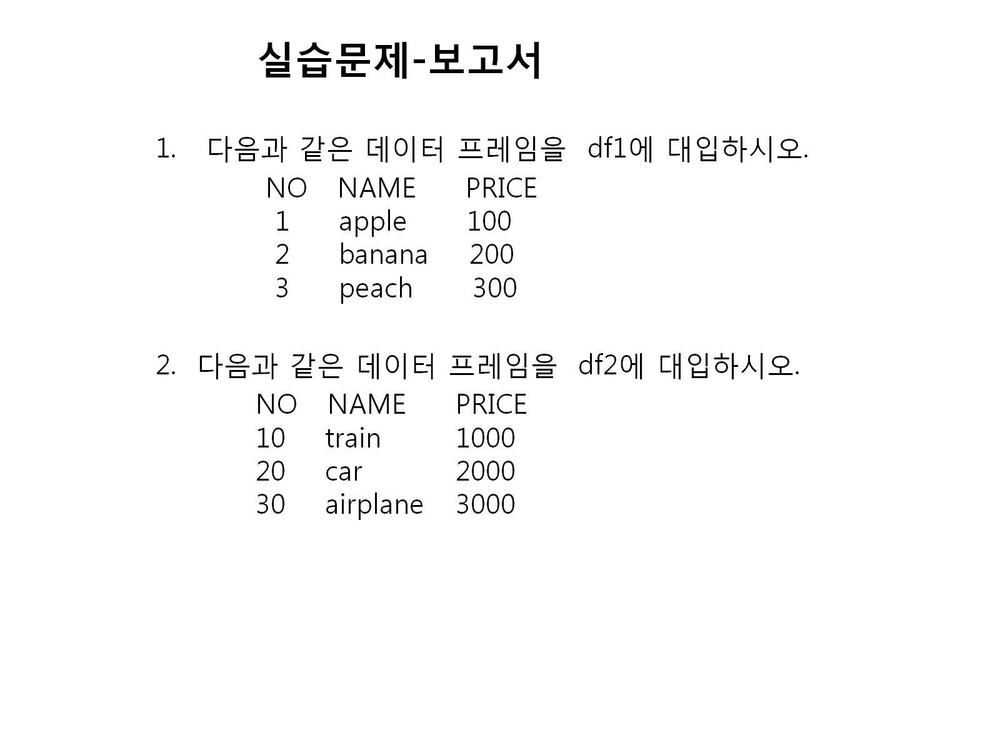 실습문제-보고서
1. 다음과 같은 데이터 프레임을 df1에 대입하시오.
NO NAME PRICE
1 apple 100
2 banana 200
3 peach 300
2. 다음과 같은 데이터 프레임을 df2에 대입하시오.
NO NAME PRICE
10 train 1000
20 car 2000
30 airplane 3000